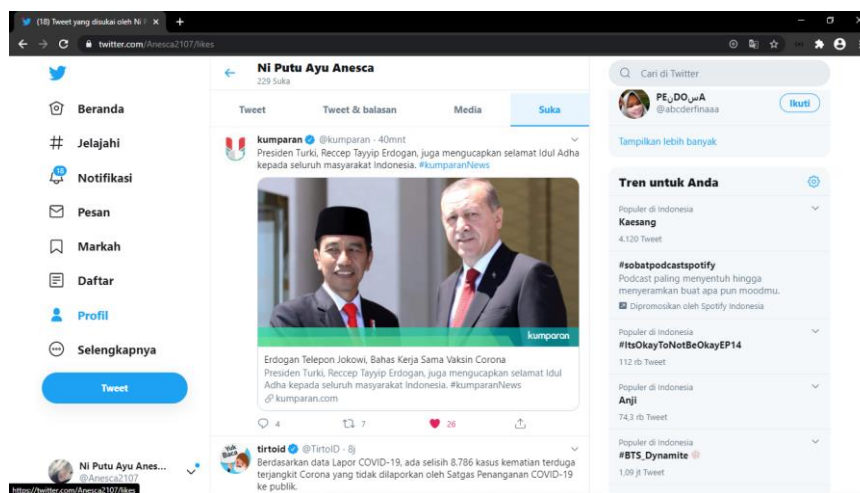 (18) Tweet yang disukai oleh Ni
twitter.com/Anesca2107/likes
Beranda
Jelajahi
18
Notifikasi
Pesan
Markah
Daftar
Profil
Selengkapnya
Tweet
Ni Putu Ayu Anes...
@Anesca2107
https://twitter.com/Anesca2107/likes
Ni Putu Ayu Anesca
229 Suka
Tweet Tweet & balasan Media Suka
kumparan @kumparan · 40mnt
Presiden Turki, Reccep Tayyip Erdogan, juga mengucapkan selamat Idul Adha
kepada seluruh masyarakat Indonesia. #kumparanNews
kumparan
Erdogan Telepon Jokowi, Bahas Kerja Sama Vaksin Corona
Presiden Turki, Reccep Tayyip Erdogan, juga mengucapkan selamat Idul
Adha kepada seluruh masyarakat Indonesia. #kumparanNews
kumparan.com
4 7 26
Yuk Baca
tirtoid @TirtoID · 8j
Berdasarkan data Lapor COVID-19, ada selisih 8.786 kasus kematian terduga
terjangkit Corona yang tidak dilaporkan oleh Satgas Penanganan COVID-19
ke publik.
Cari di Twitter
@abcderfinaaa
Ikuti
Tampilkan lebih banyak
Tren untuk Anda
Populer di Indonesia
Kaesang
4.120 Tweet
#sobatpodcastspotify
Podcast paling menyentuh hingga
menyeramkan buat apa pun moodmu.
Dipromosikan oleh Spotify Indonesia
Populer di Indonesia
#ItsOkayToNotBeOkayEP14
112 rb Tweet
Populer di Indonesia
Anji
74,3 rb Tweet
Populer di Indonesia
#BTS_Dynamite
1,09 jt Tweet